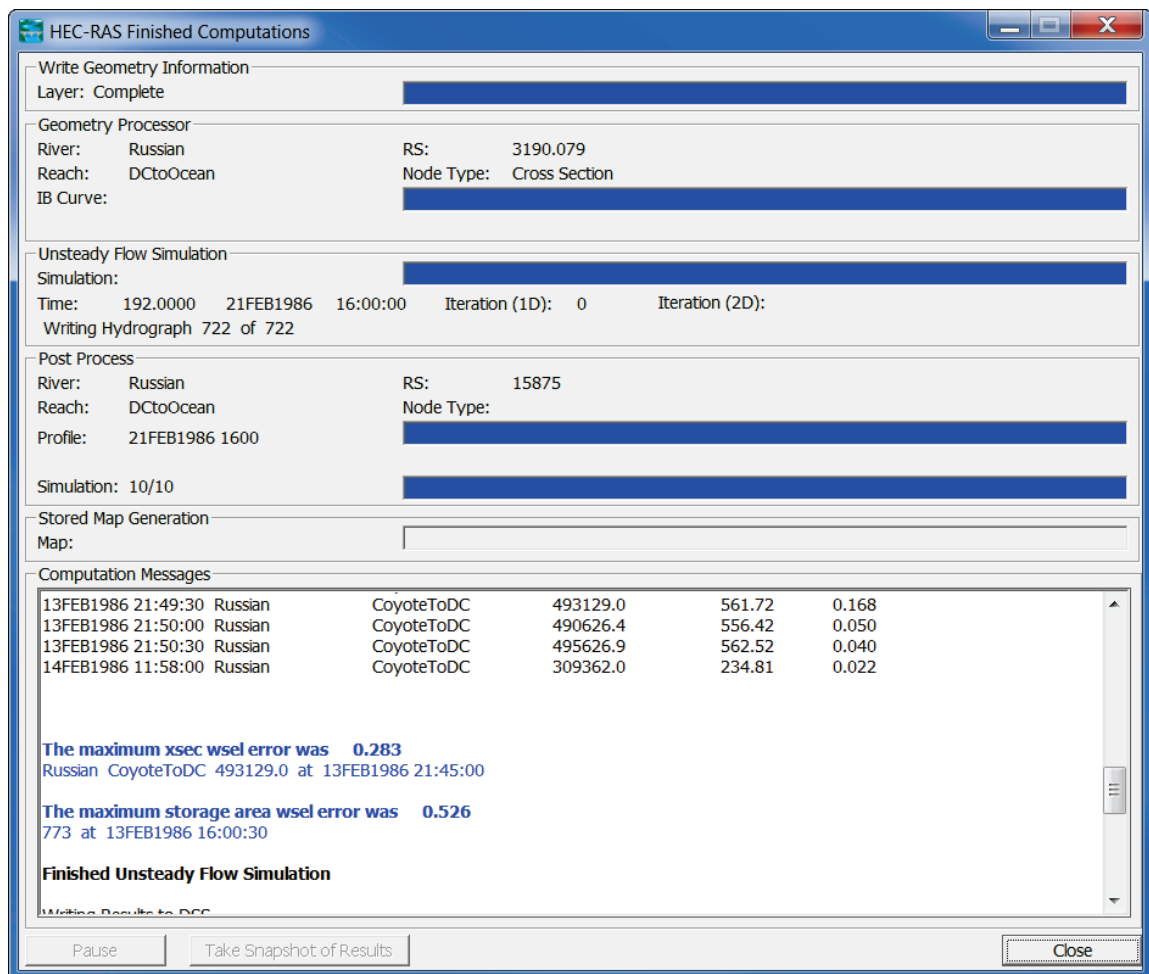 HEC-RAS Finished Computations
Write Geometry Information
Layer: Complete
Geometry Processor
River: Russian RS: 3190.079
Reach: DCtoOcean Node Type: Cross Section
IB Curve:
Unsteady Flow Simulation
Simulation:
Time: 192.0000 21FEB1986 16:00:00 Iteration (1D): 0 Iteration (2D):
Writing Hydrograph 722 of 722
Post Process
River: Russian RS: 15875
Reach: DCtoOcean Node Type:
Profile: 21FEB1986 1600
Simulation: 10/10
Stored Map Generation
Map:
Computation Messages
13FEB1986 21:49:30 Russian CoyoteToDC 493129.0 561.72 0.168
13FEB1986 21:50:00 Russian CoyoteToDC 490626.4 556.42 0.050
13FEB1986 21:50:30 Russian CoyoteToDC 495626.9 562.52 0.040
14FEB1986 11:58:00 Russian CoyoteToDC 309362.0 234.81 0.022
The maximum xsec wsel error was 0.283
Russian CoyoteToDC 493129.0 at 13FEB1986 21:45:00
The maximum storage area wsel error was 0.526
773 at 13FEB1986 16:00:30
Finished Unsteady Flow Simulation
Writing Results to DSS
Pause Take Snapshot of Results Close